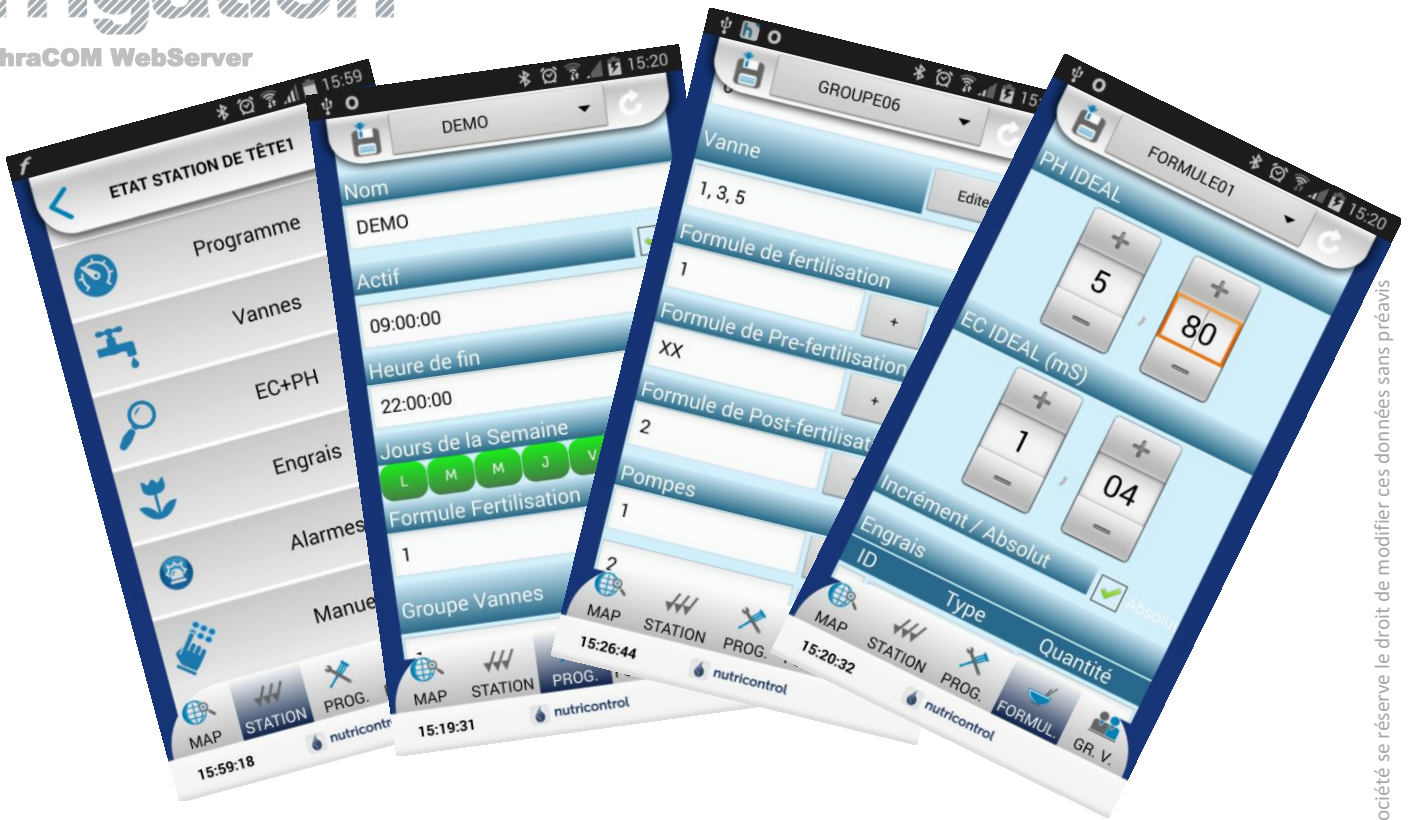 rrigation
hraCOM WebServer
15:59
ETAT STATION DE TÊTE1
Programme
Vannes
EC+PH
Engrais
Alarmes
Manue
MAP
STATION
PROG.
15:59:18
nutricontr
15:20
DEMO
Nom
DEMO
Actif
09:00:00
Heure de fin
22:00:00
Jours de la Semaine
L M M J V
Formule Fertilisation
1
Groupe Vannes
MAP
STATION
PROG.
15:19:31
nutricontrol
15:
GROUPE06
Vanne
Edite
1, 3, 5
Formule de fertilisation
1
+
Formule de Pre-fertilisation
XX
+
Formule de Post-fertilisat
2
Pompes
1
2
MAP
STATION
PROG.
15:26:44
nutricontrol
15:20
FORMULE01
PH IDEAL
+ +
5 , 80
− −
EC IDEAL (mS)
+ +
1 , 04
− −
Incrément / Absolut
Absolu
Engrais
ID Type Quantité
MAP
STATION
PROG.
FORMUL.
GR. V.
15:20:32
nutricontrol
ociété se réserve le droit de modifier ces données sans préavis